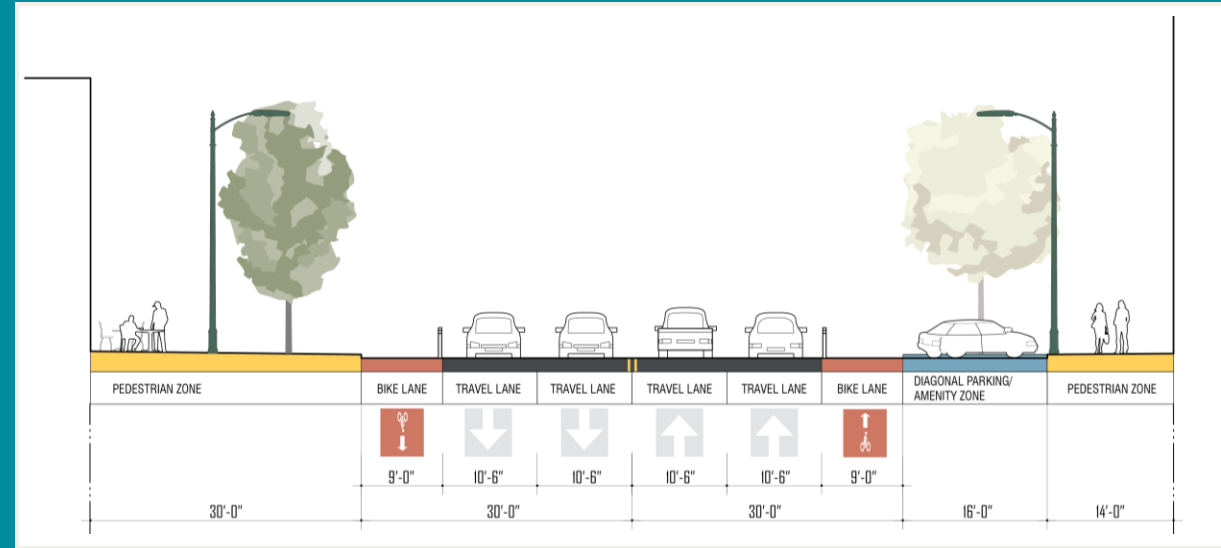 PEDESTRIAN ZONE
BIKE LANE
TRAVEL LANE
TRAVEL LANE
TRAVEL LANE
TRAVEL LANE
BIKE LANE
DIAGONAL PARKING/
AMENITY ZONE
PEDESTRIAN ZONE
9'-0"
10'-6"
10'-6"
10'-6"
10'-6"
9'-0"
30'-0"
30'-0"
30'-0"
16'-0"
14'-0"